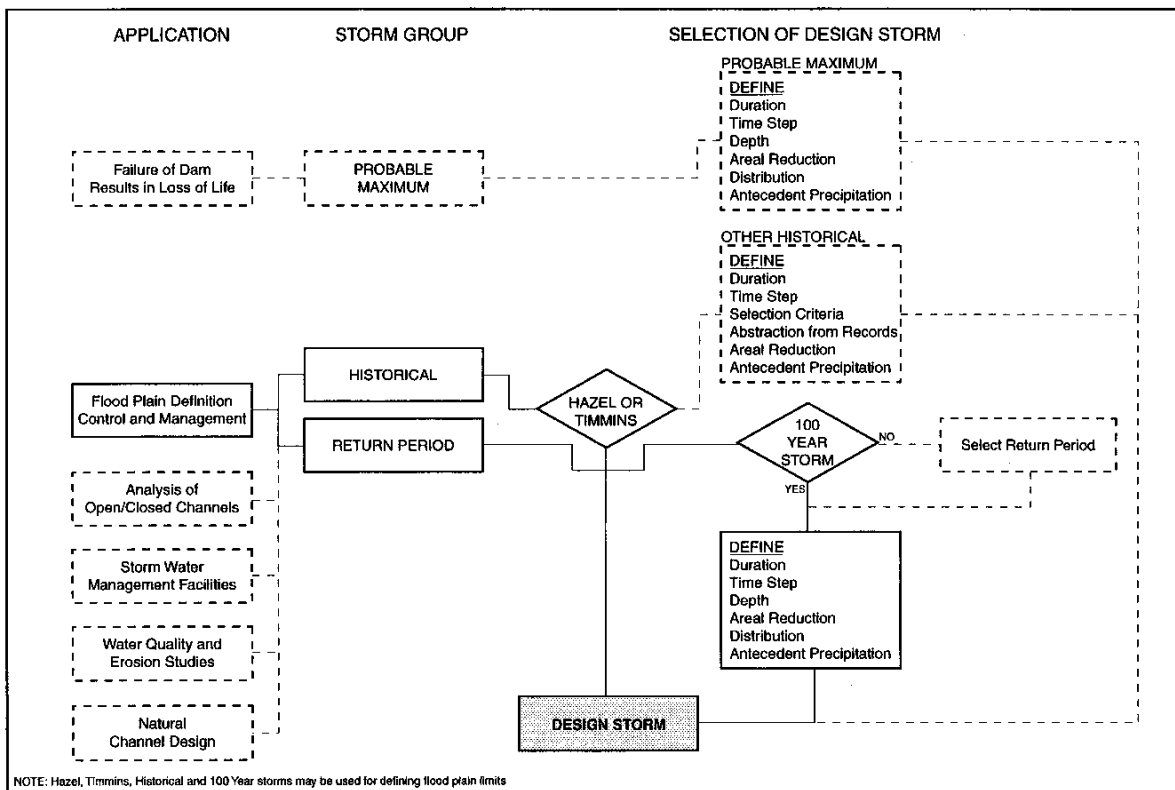 APPLICATION
STORM GROUP
SELECTION OF DESIGN STORM
PROBABLE MAXIMUM
DEFINE
Duration
Time Step
Depth
Areal Reduction
Distribution
Antecedent Precipitation
Failure of Dam
Results in Loss of Life
PROBABLE
MAXIMUM
OTHER HISTORICAL
DEFINE
Duration
Time Step
Selection Criteria
Abstraction from Records
Areal Reduction
Antecedent Precipitation
Flood Plain Definition
Control and Management
HISTORICAL
RETURN PERIOD
HAZEL OR
TIMMINS
100
YEAR
STORM
NO
YES
Select Return Period
Analysis of
Open/Closed Channels
Storm Water
Management Facilities
Water Quality and
Erosion Studies
Natural
Channel Design
DEFINE
Duration
Time Step
Depth
Areal Reduction
Distribution
Antecedent Precipitation
DESIGN STORM
NOTE: Hazel, Timmins, Historical and 100 Year storms may be used for defining flood plain limits